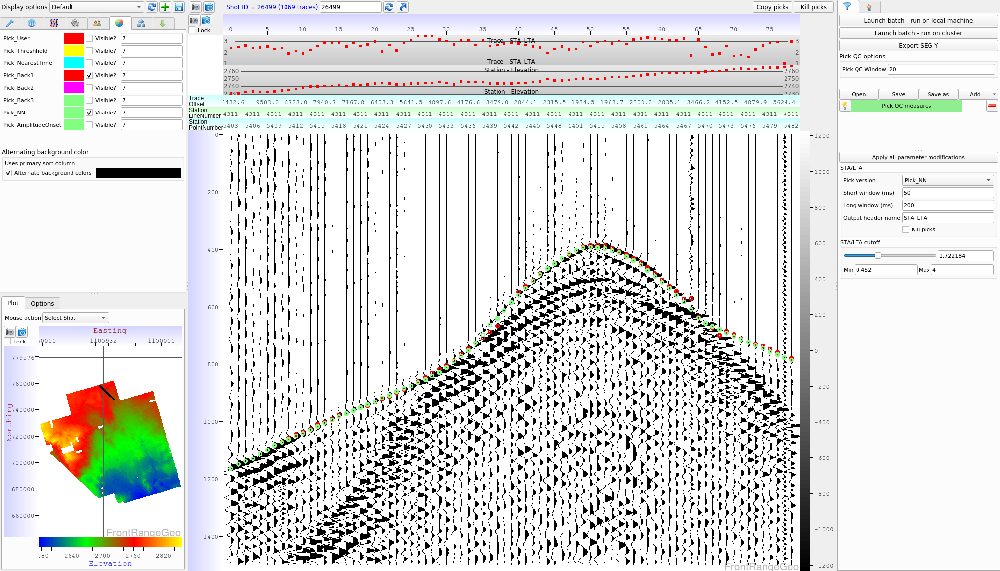 Display options Default
Shot ID = 26499 (1069 traces) 26499 Copy picks Kill picks
Lock
Pick_User Visible? 7
Pick_Threshhold Visible? 7
Pick_NearestTime Visible? 7
Pick_Back1 Visible? 7
Pick_Back2 Visible? 7
Pick_Back3 Visible? 7
Pick_NN Visible? 7
Pick_AmplitudeOnset Visible? 7
Alternating background color
Uses primary sort column
Alternate background colors
Plot Options
Mouse action Select Shot
Lock
Easting
1105932 1150000
Northing
779576
760000
740000
720000
700000
680000
660000
FrontRangeGeo
2640 2700 2760 2820
Elevation
0 5 10 15 20 25 30 35 40 45 50 55 60 65 70 75
3 Trace - STA_LTA 3
2 2
1 Trace - STA_LTA 1
2760 Station - Elevation 2760
2750 2750
2740 2740
2730 Station - Elevation 2730
Trace
Offset 9503.0 8723.0 7940.7 7167.8 6403.3 5641.5 4897.6 4176.6 3479.0 2844.1 2315.5 1934.5 1968.7 2303.0 2835.1 3466.2 4152.5 4879.9 5624.4
Station
LineNumber 4311 4311 4311 4311 4311 4311 4311 4311 4311 4311 4311 4311 4311 4311 4311 4311 4311 4311 4311 4311 4311 4311 4311 4311 4311 4311 4311
Station
PointNumber 5403 5406 5409 5412 5415 5418 5421 5424 5427 5430 5433 5436 5439 5442 5445 5448 5451 5455 5458 5461 5464 5467 5470 5473 5476 5479 5482
0
200
400
600
800
1000
1200
1400
1200
1000
800
600
400
200
0
-200
-400
-600
-800
-1000
-1200
FrontRangeGeo
Launch batch - run on local machine
Launch batch - run on cluster
Export SEG-Y
Pick QC options
Pick QC Window 20
Open Save Save as Add
Pick QC measures
Apply all parameter modifications
STA/LTA
Pick version Pick_NN
Short window (ms) 50
Long window (ms) 200
Output header name STA_LTA
Kill picks
STA/LTA cutoff
1.722184
Min 0.452 Max 4